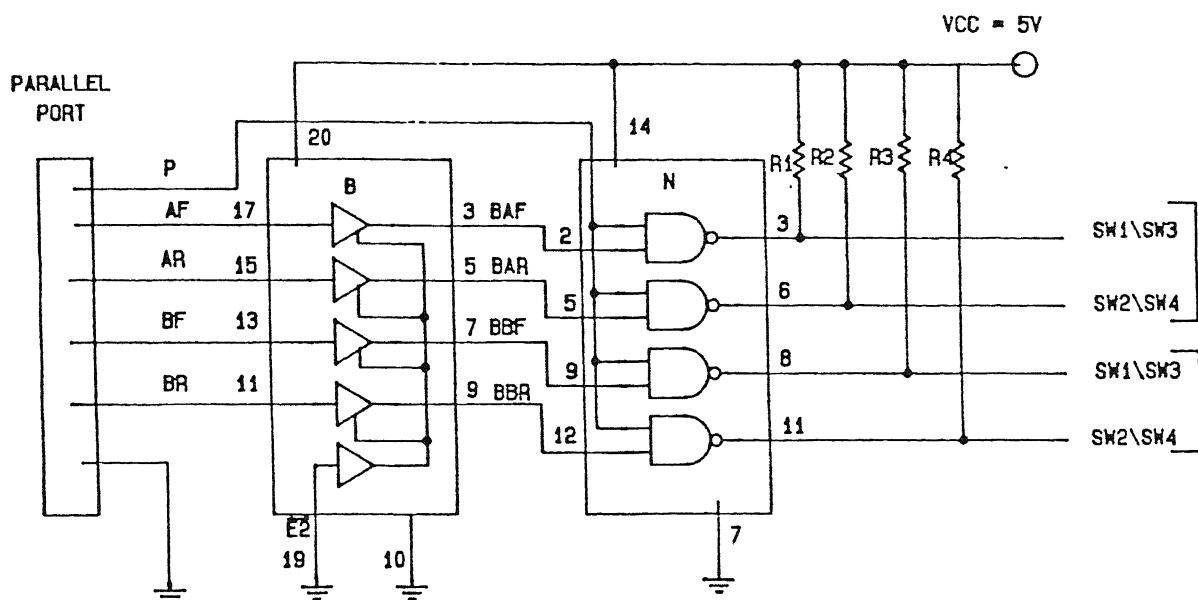 VCC = 5V
PARALLEL
PORT
20
14
P
B
N
R1
R2
R3
R4
AF 17
3 BAF
2
3
SW1\SW3
AR 15
5 BAR
5
6
SW2\SW4
BF 13
7 BBF
9
8
SW1\SW3
BR 11
9 BBR
12
11
SW2\SW4
E2
19
10
7